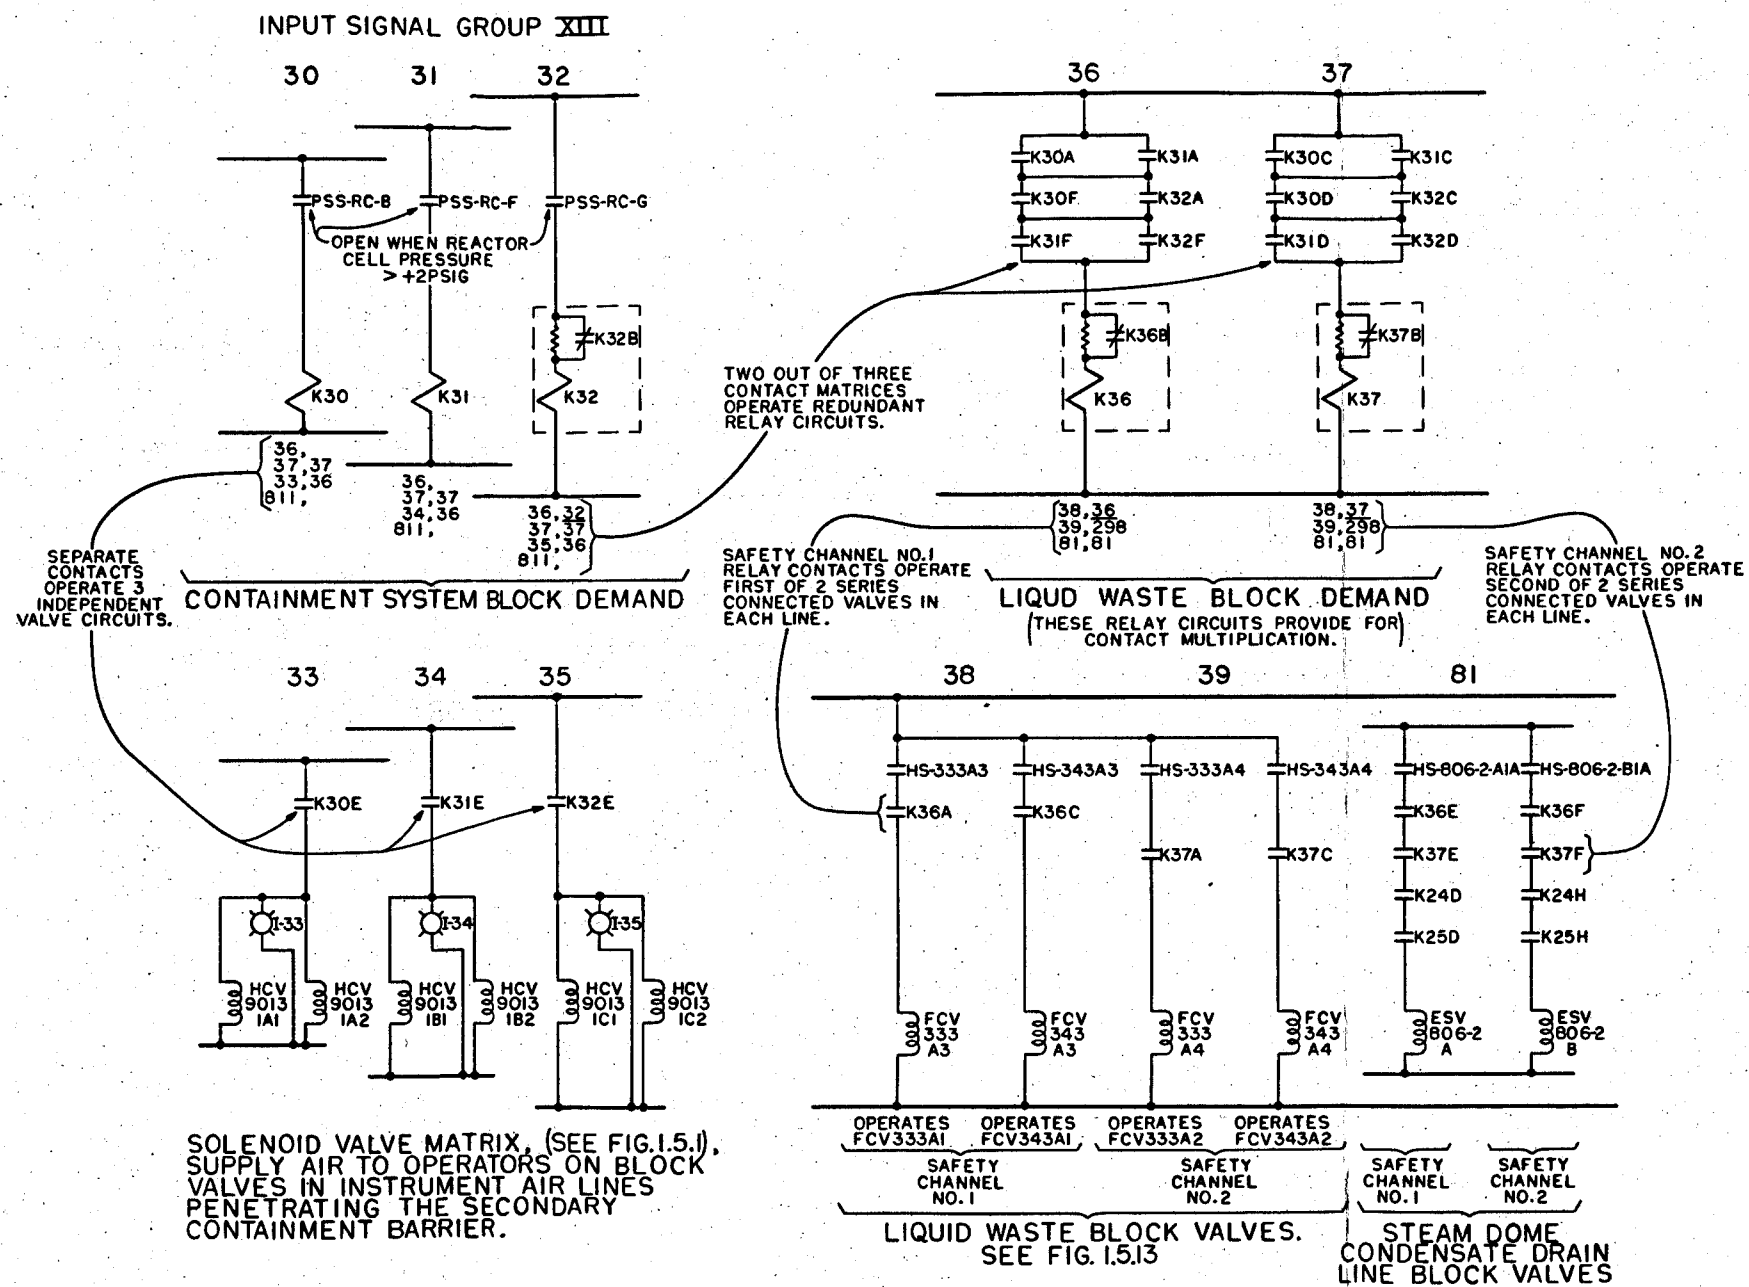 INPUT SIGNAL GROUP XIII
30
31
32
36
37
PSS-RC-B
PSS-RC-F
PSS-RC-G
OPEN WHEN REACTOR
CELL PRESSURE
> +2PSIG
K32B
K30
K31
K32
K30A
K31A
K30F
K32A
K31F
K32F
K30C
K31C
K30D
K32C
K31D
K32D
K36B
K36
K37B
K37
TWO OUT OF THREE
CONTACT MATRICES
OPERATE REDUNDANT
RELAY CIRCUITS.
36,
37,37
33,36
811,
36,
37,37
34,36
811,
36,32
37,37
35,36
811,
38,36
39,298
81,81
38,37
39,298
81,81
SEPARATE
CONTACTS
OPERATE 3
INDEPENDENT
VALVE CIRCUITS.
CONTAINMENT SYSTEM BLOCK DEMAND
SAFETY CHANNEL NO.1
RELAY CONTACTS OPERATE
FIRST OF 2 SERIES
CONNECTED VALVES IN
EACH LINE.
LIQUD WASTE BLOCK DEMAND
(THESE RELAY CIRCUITS PROVIDE FOR
CONTACT MULTIPLICATION.)
SAFETY CHANNEL NO.2
RELAY CONTACTS OPERATE
SECOND OF 2 SERIES
CONNECTED VALVES IN
EACH LINE.
33
34
35
38
39
81
K30E
K31E
K32E
I-33
I-34
I-35
HCV
9013
1A1
HCV
9013
1A2
HCV
9013
1B1
HCV
9013
1B2
HCV
9013
1C1
HCV
9013
1C2
HS-333A3
HS-343A3
HS-333A4
HS-343A4
HS-806-2-A1A
HS-806-2-B1A
K36A
K36C
K36E
K36F
K37A
K37C
K37E
K37F
K24D
K24H
K25D
K25H
FCV
333
A3
FCV
343
A3
FCV
333
A4
FCV
343
A4
ESV
806-2
A
ESV
806-2
B
OPERATES
FCV333A1
OPERATES
FCV343A1
OPERATES
FCV333A2
OPERATES
FCV343A2
SAFETY
CHANNEL
NO.1
SAFETY
CHANNEL
NO.2
SAFETY
CHANNEL
NO.1
SAFETY
CHANNEL
NO.2
SOLENOID VALVE MATRIX, (SEE FIG.1.5.1),
SUPPLY AIR TO OPERATORS ON BLOCK
VALVES IN INSTRUMENT AIR LINES
PENETRATING THE SECONDARY
CONTAINMENT BARRIER.
LIQUID WASTE BLOCK VALVES.
SEE FIG. 1.5.13
STEAM DOME
CONDENSATE DRAIN
LINE BLOCK VALVES